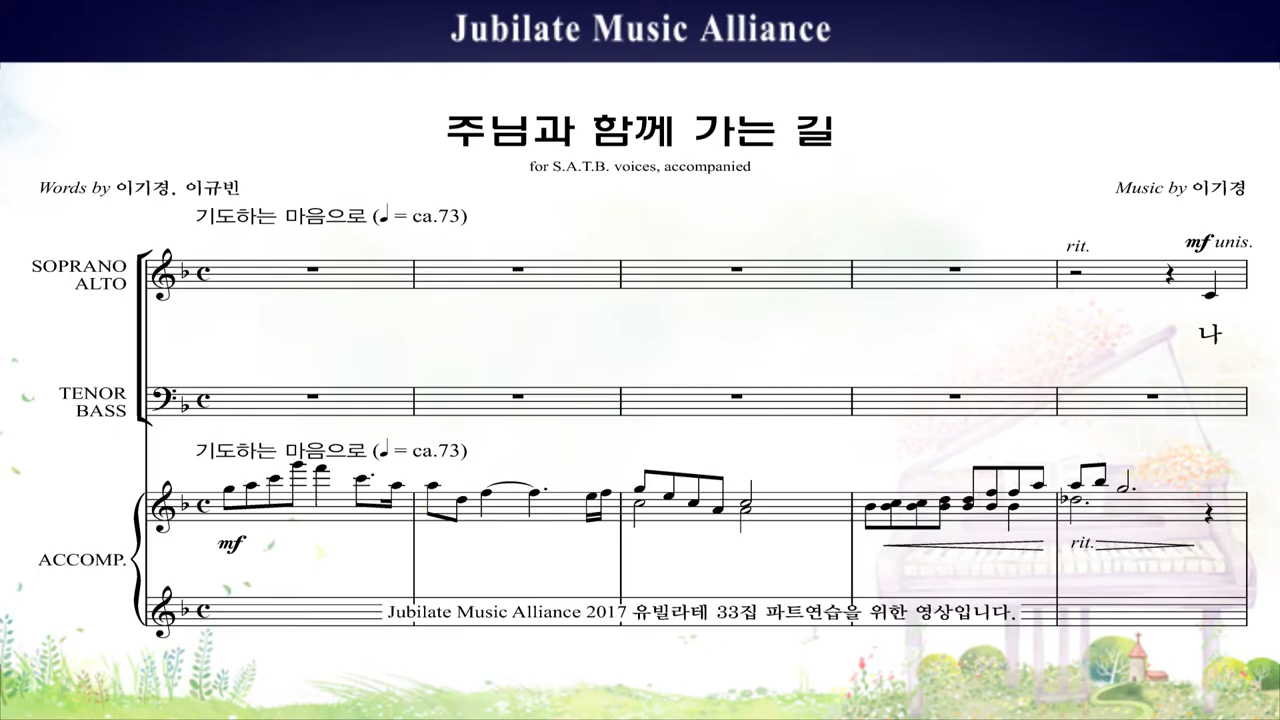 Jubilate Music Alliance
주님과 함께 가는 길
for S.A.T.B. voices, accompanied
Words by 이기경, 이규빈
Music by 이기경
기도하는 마음으로 (♩ = ca.73)
rit.
mf unis.
SOPRANO
ALTO
나
TENOR
BASS
기도하는 마음으로 (♩ = ca.73)
mf
rit.
ACCOMP.
Jubilate Music Alliance 2017 유빌라테 33집 파트연습을 위한 영상입니다.